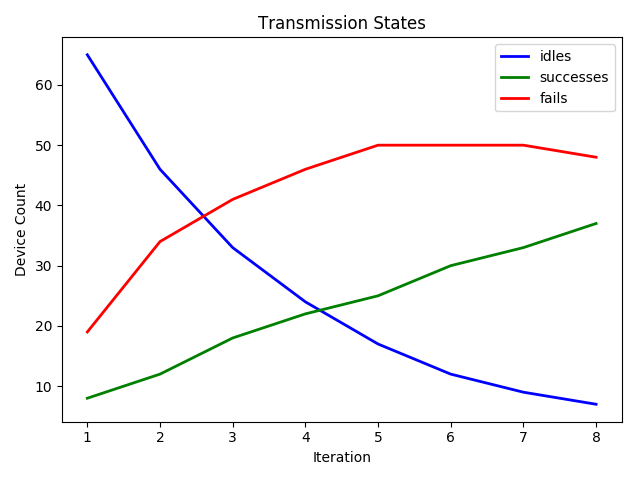 Transmission States
idles
successes
fails
60
50
40
30
20
10
Device Count
1 2 3 4 5 6 7 8
Iteration